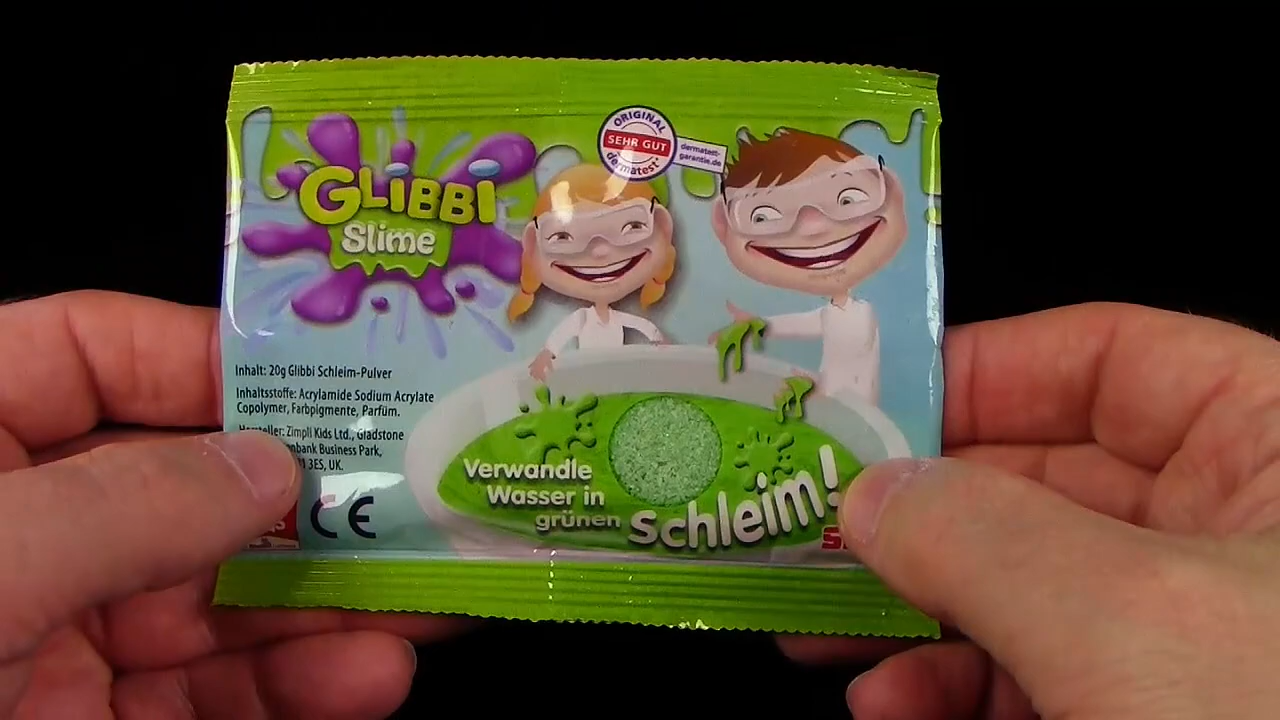 GLIBBI
Slime
ORIGINAL
SEHR GUT
dermatest
dermatest-
garantie.de
Inhalt: 20g Glibbi Schleim-Pulver
Inhaltsstoffe: Acrylamide Sodium Acrylate
Copolymer, Farbpigmente, Parfüm.
Hersteller: Zimpli Kids Ltd., Gladstone
Business Park,
3ES, UK.
CE
Verwandle
Wasser in
grünen
Schleim!